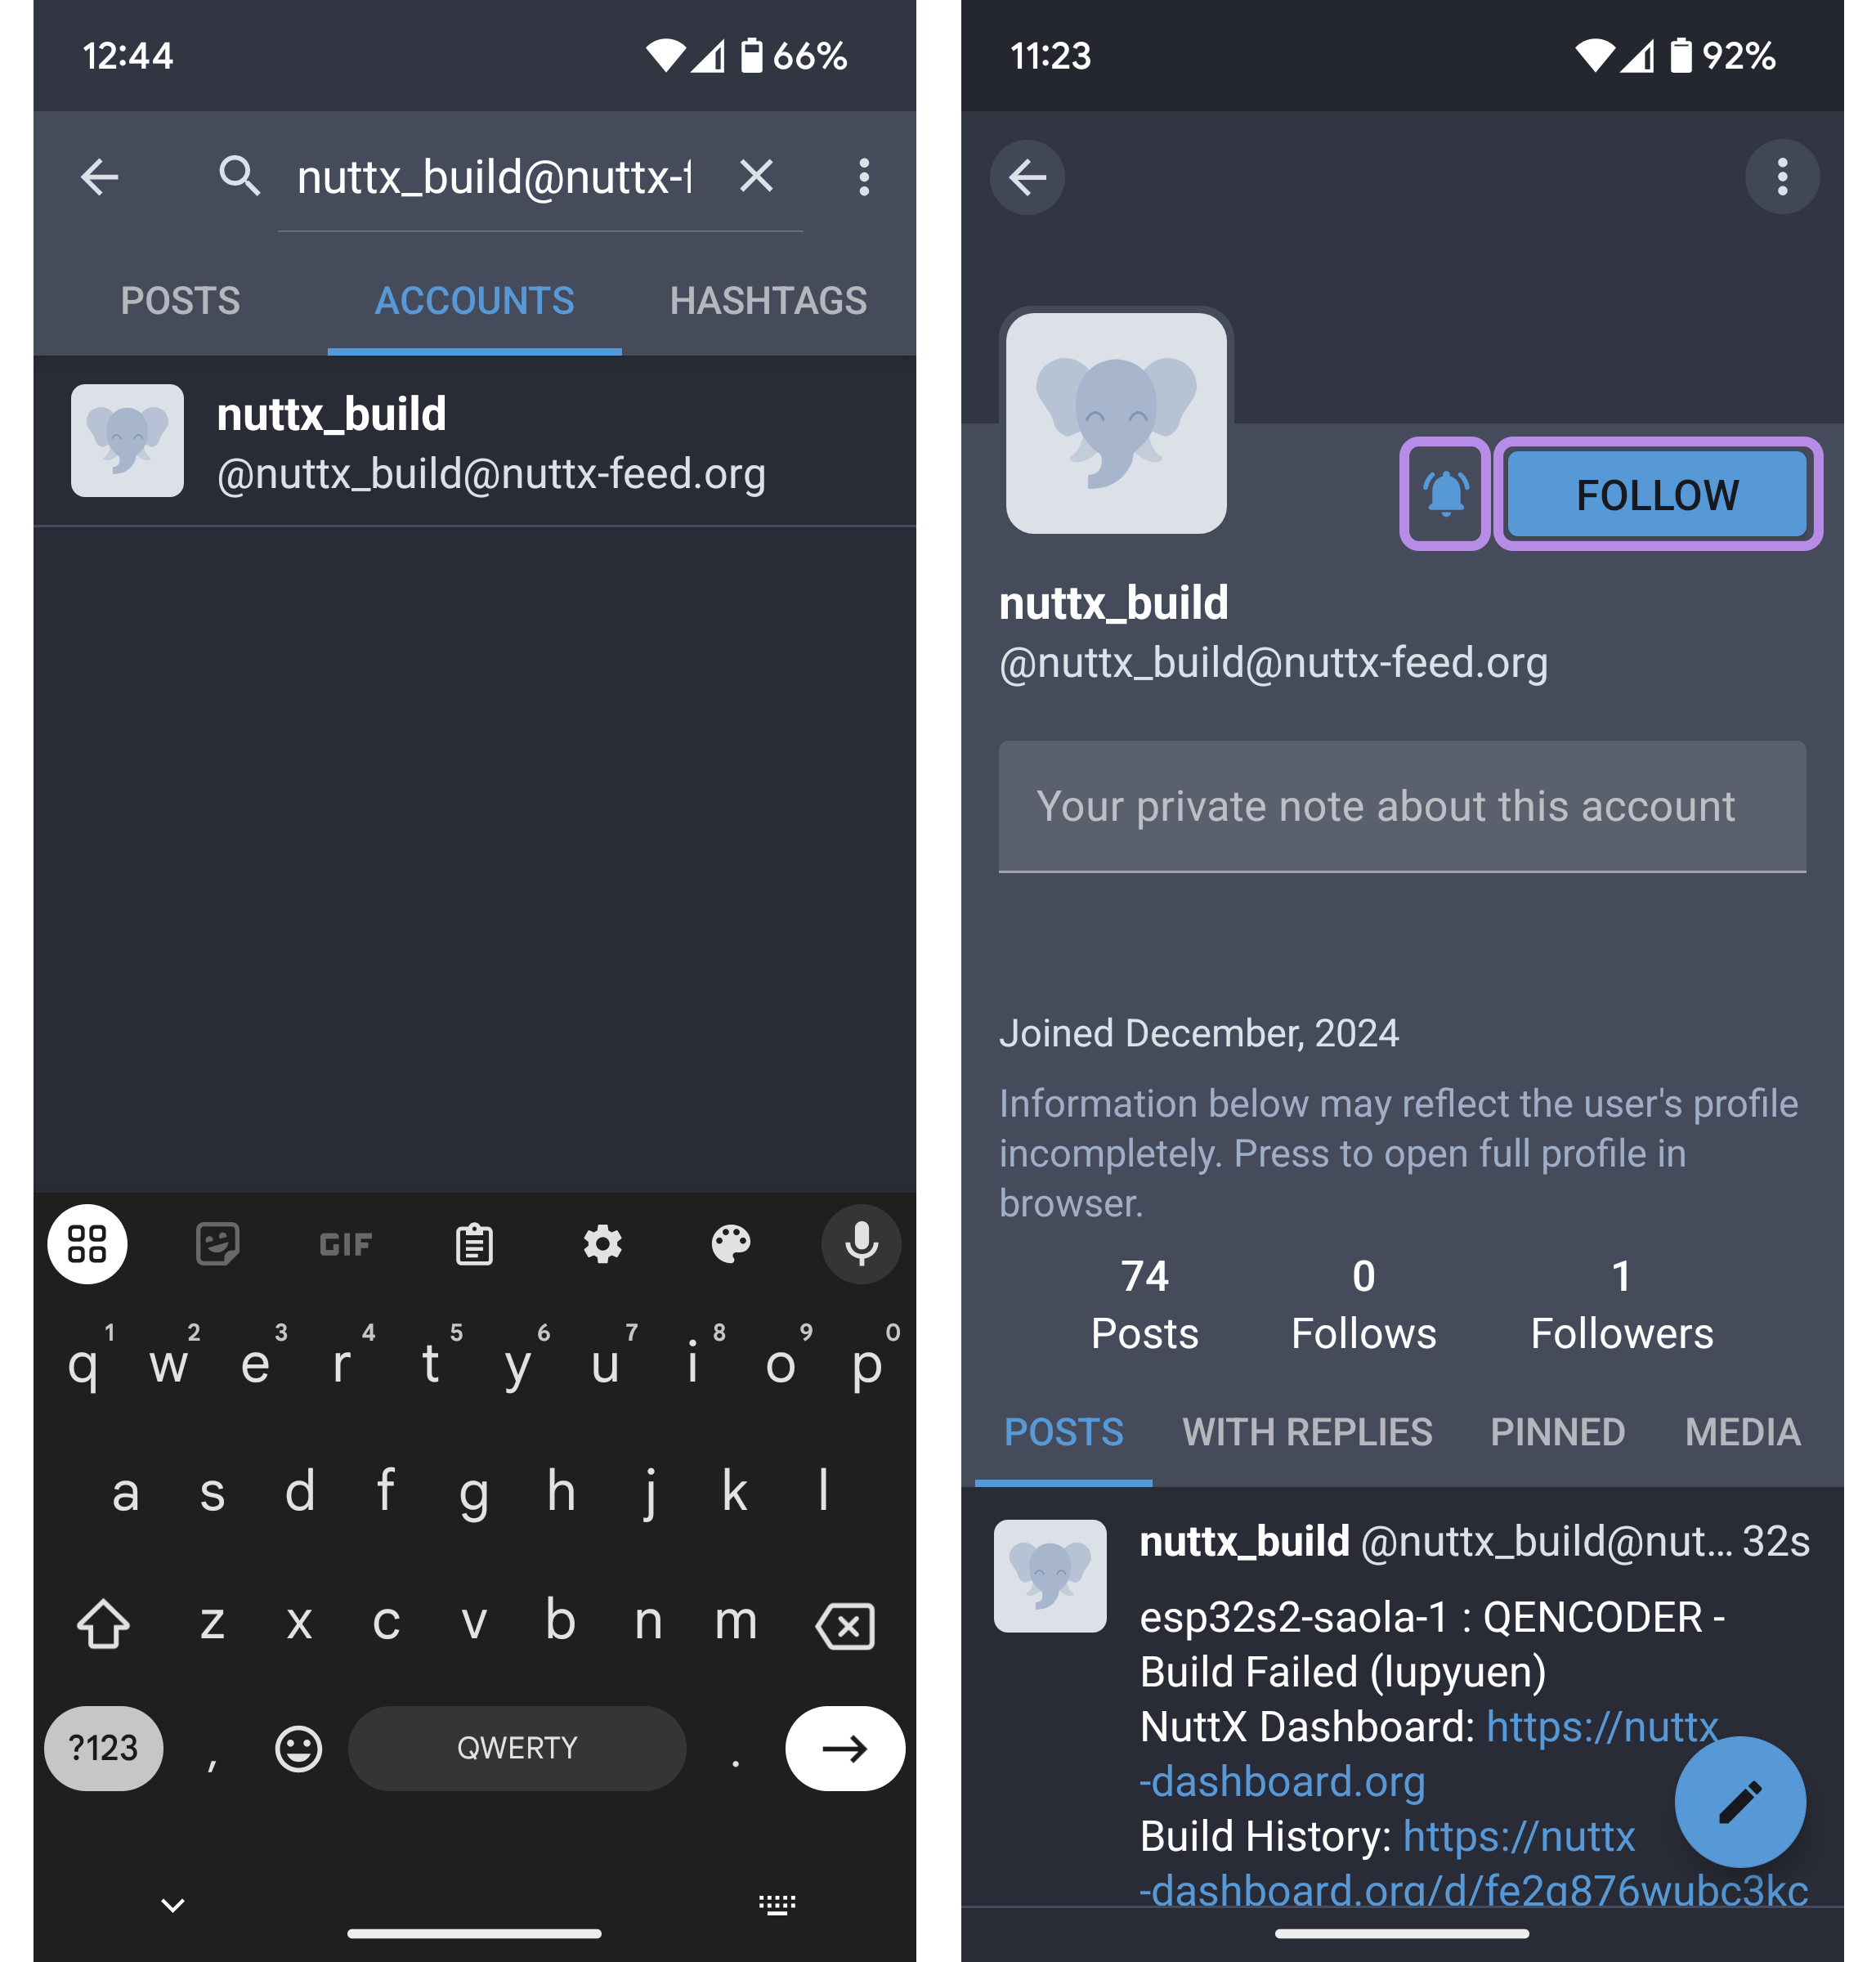 12:44
66%
nuttx_build@nuttx-f
POSTS ACCOUNTS HASHTAGS
nuttx_build
@nuttx_build@nuttx-feed.org
GIF
1 2 3 4 5 6 7 8 9 0
q w e r t y u i o p
a s d f g h j k l
z x c v b n m
?123 , QWERTY .
11:23
92%
FOLLOW
nuttx_build
@nuttx_build@nuttx-feed.org
Your private note about this account
Joined December, 2024
Information below may reflect the user's profile
incompletely. Press to open full profile in
browser.
74 0 1
Posts Follows Followers
POSTS WITH REPLIES PINNED MEDIA
nuttx_build @nuttx_build@nut... 32s
esp32s2-saola-1 : QENCODER -
Build Failed (lupyuen)
NuttX Dashboard: https://nuttx
-dashboard.org
Build History: https://nuttx
-dashboard.org/d/fe2q876wubc3kc